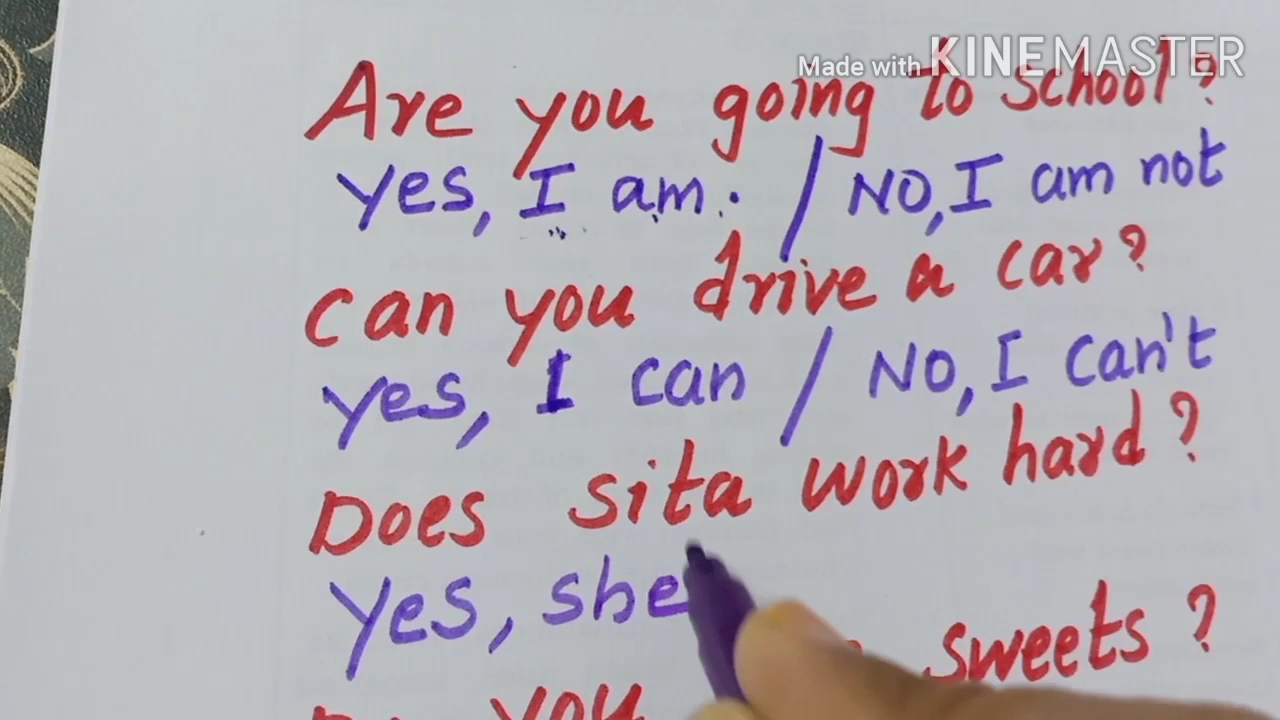 Made with KINEMASTER
Are you going to school?
Yes, I am. / No, I am not
Can you drive a car?
Yes, I can / No, I can't
Does sita work hard?
Yes, she
you sweets?